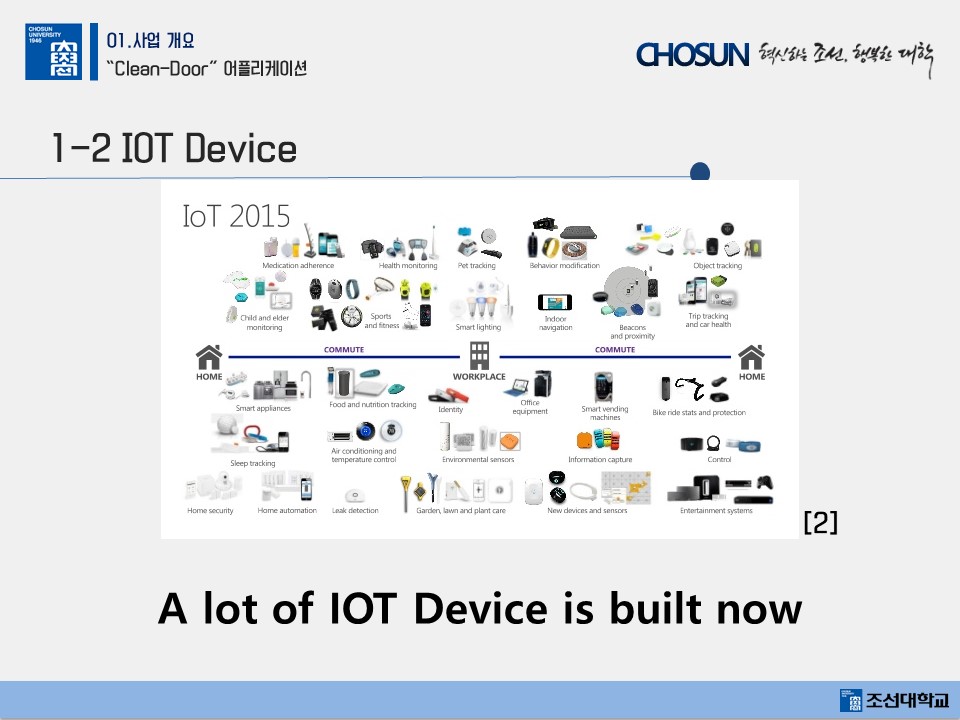 CHOSUN
UNIVERSITY
1946
01.사업 개요
“Clean-Door” 어플리케이션
CHOSUN 혁신하는 조선, 행복한 대학
1-2 IOT Device
IoT 2015
Medication adherence
Health monitoring
Pet tracking
Behavior modification
Object tracking
Child and elder
monitoring
Sports
and fitness
Smart lighting
Indoor
navigation
Beacons
and proximity
Trip tracking
and car health
COMMUTE
COMMUTE
HOME
WORKPLACE
HOME
Smart appliances
Food and nutrition tracking
Identity
Office
equipment
Smart vending
machines
Bike ride stats and protection
Sleep tracking
Air conditioning and
temperature control
Environmental sensors
Information capture
Control
Home security
Home automation
Leak detection
Garden, lawn and plant care
New devices and sensors
Entertainment systems
[2]
A lot of IOT Device is built now
조선대학교